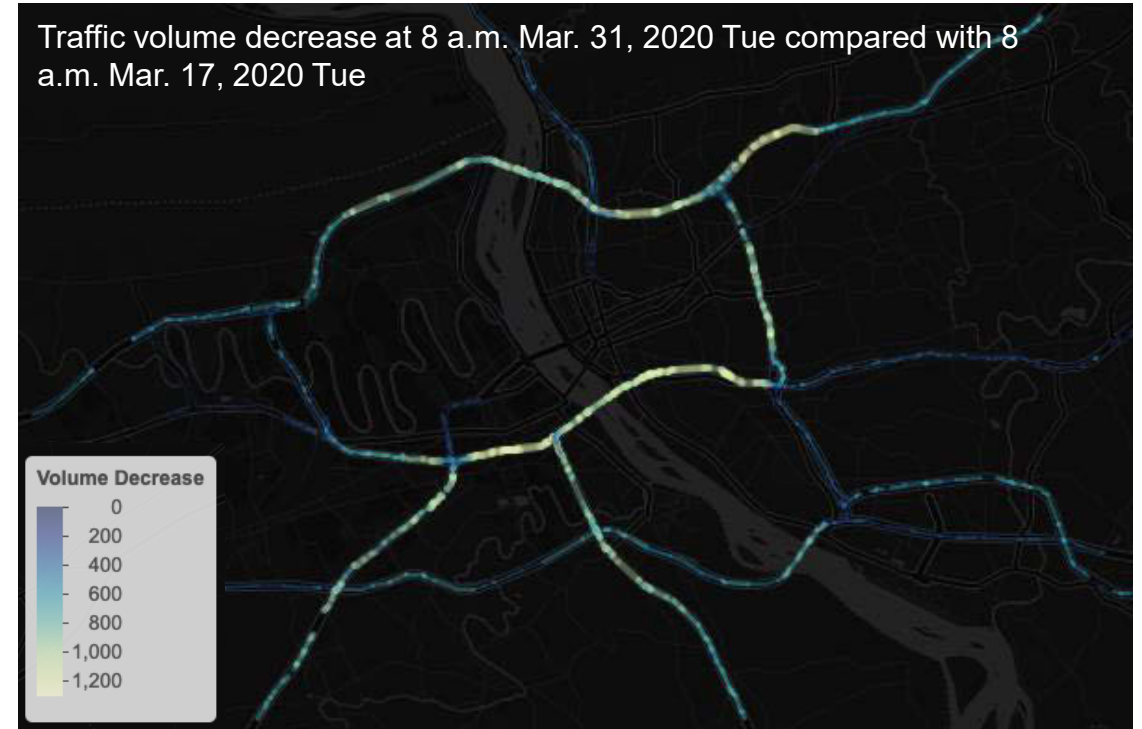 Traffic volume decrease at 8 a.m. Mar. 31, 2020 Tue compared with 8
a.m. Mar. 17, 2020 Tue
Volume Decrease
0
200
400
600
800
1,000
1,200